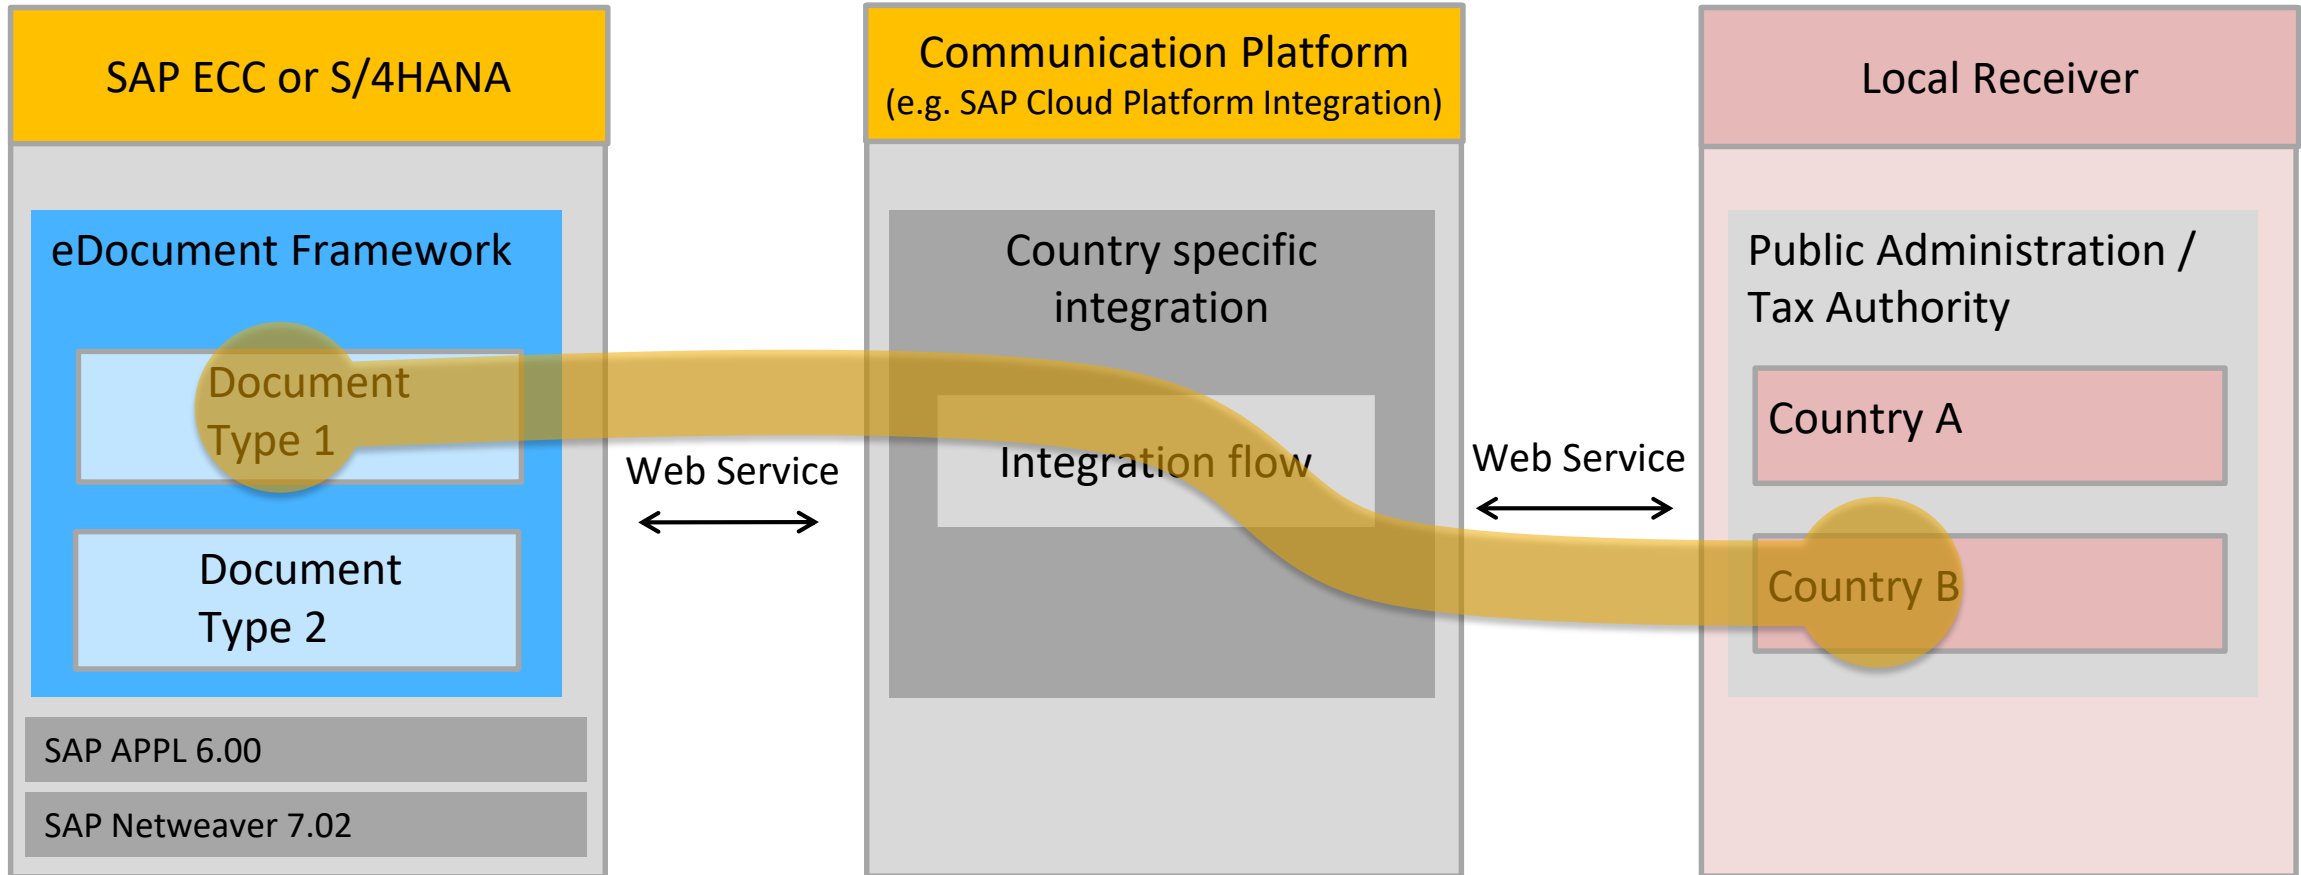 SAP ECC or S/4HANA
eDocument Framework
Document
Type 1
Document
Type 2
SAP APPL 6.00
SAP Netweaver 7.02
Web Service
Communication Platform
(e.g. SAP Cloud Platform Integration)
Country specific
integration
Integration flow
Web Service
Local Receiver
Public Administration /
Tax Authority
Country A
Country B